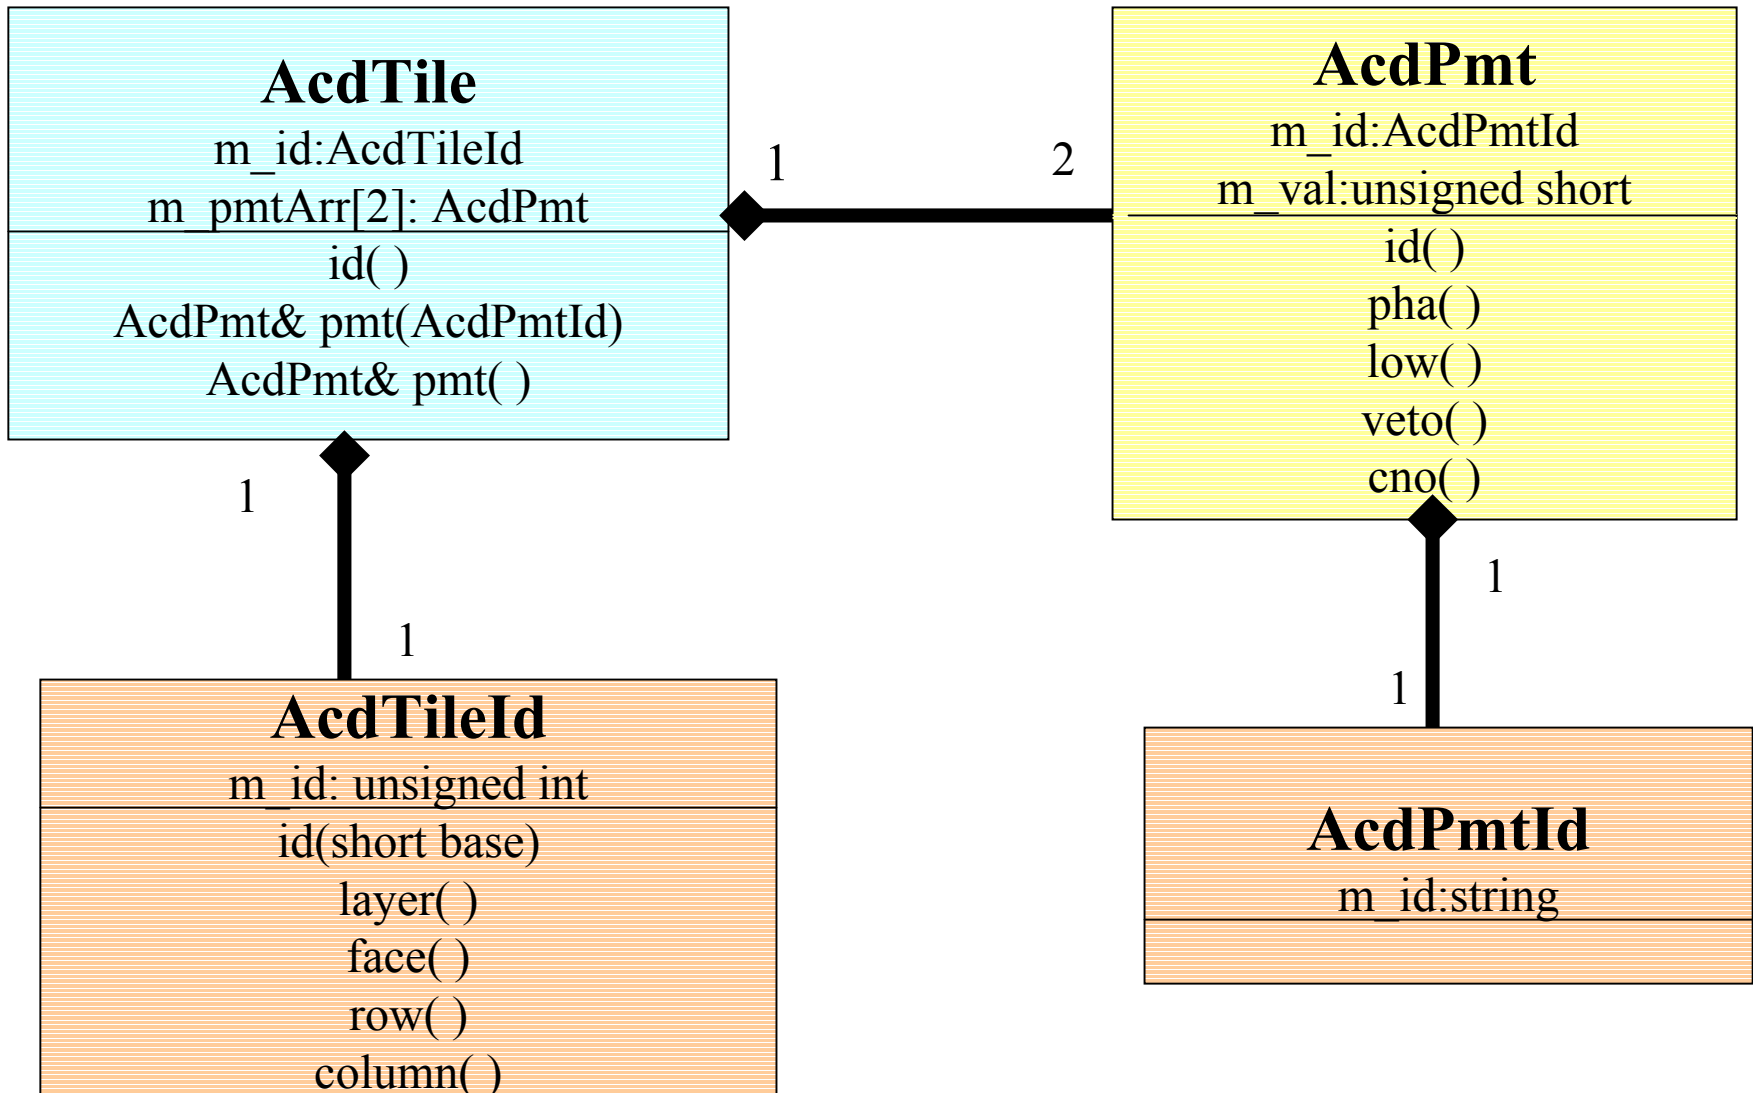 AcdTile
m_id:AcdTileId
m_pmtArr[2]: AcdPmt
id( )
AcdPmt& pmt(AcdPmtId)
AcdPmt& pmt( )
1
2
AcdPmt
m_id:AcdPmtId
m_val:unsigned short
id( )
pha( )
low( )
veto( )
cno( )
1
1
AcdTileId
m_id: unsigned int
id(short base)
layer( )
face( )
row( )
column( )
1
1
AcdPmtId
m_id:string